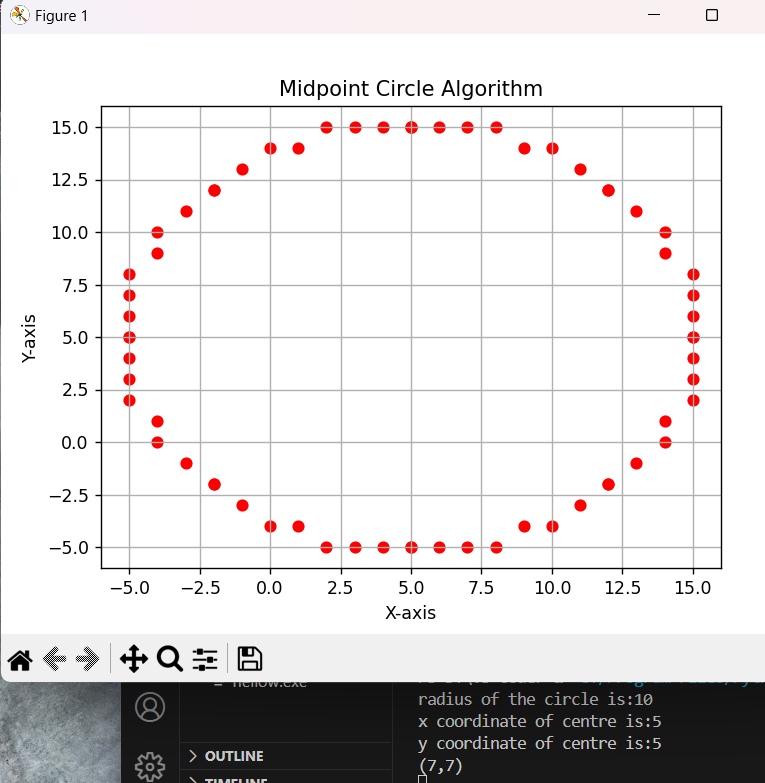 Figure 1
Midpoint Circle Algorithm
15.0
12.5
10.0
7.5
5.0
2.5
0.0
−2.5
−5.0
Y-axis
−5.0 −2.5 0.0 2.5 5.0 7.5 10.0 12.5 15.0
X-axis
radius of the circle is:10
x coordinate of centre is:5
y coordinate of centre is:5
(7,7)
OUTLINE